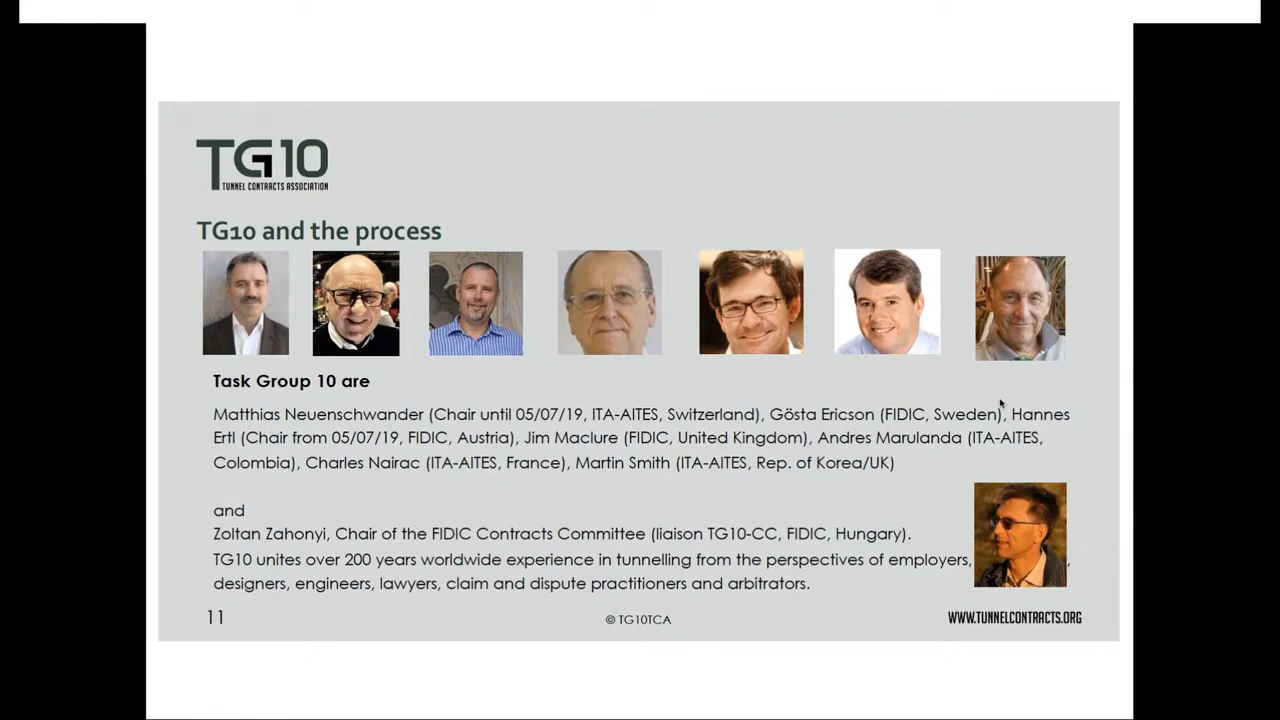 TG10
TUNNEL CONTRACTS ASSOCIATION
TG10 and the process
Task Group 10 are
Matthias Neuenschwander (Chair until 05/07/19, ITA-AITES, Switzerland), Gösta Ericson (FIDIC, Sweden), Hannes
Ertl (Chair from 05/07/19, FIDIC, Austria), Jim Maclure (FIDIC, United Kingdom), Andres Marulanda (ITA-AITES,
Colombia), Charles Nairac (ITA-AITES, France), Martin Smith (ITA-AITES, Rep. of Korea/UK)
and
Zoltan Zahonyi, Chair of the FIDIC Contracts Committee (liaison TG10-CC, FIDIC, Hungary).
TG10 unites over 200 years worldwide experience in tunnelling from the perspectives of employers,
designers, engineers, lawyers, claim and dispute practitioners and arbitrators.
11
© TG10TCA
WWW.TUNNELCONTRACTS.ORG